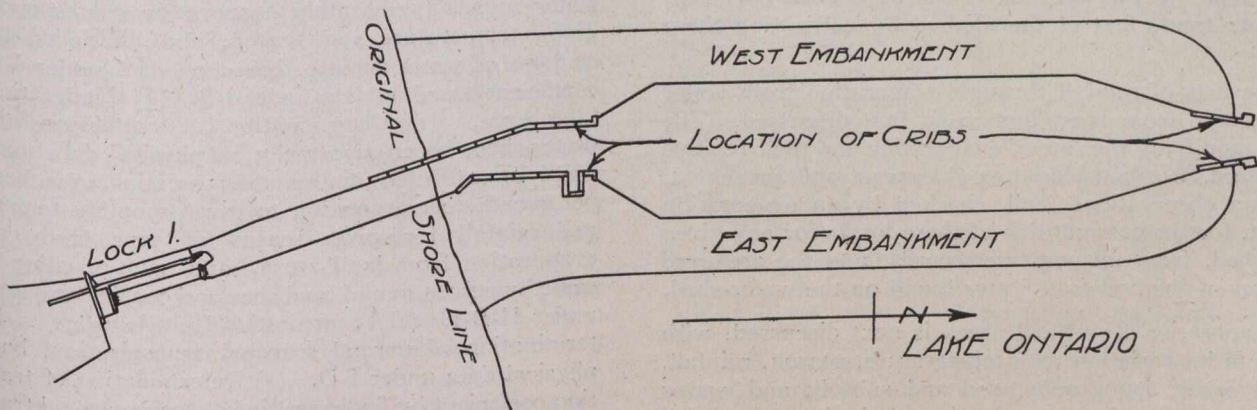 ORIGINAL
SHORE LINE
WEST EMBANKMENT
LOCATION OF CRIBS
LOCK 1.
EAST EMBANKMENT
N
LAKE ONTARIO